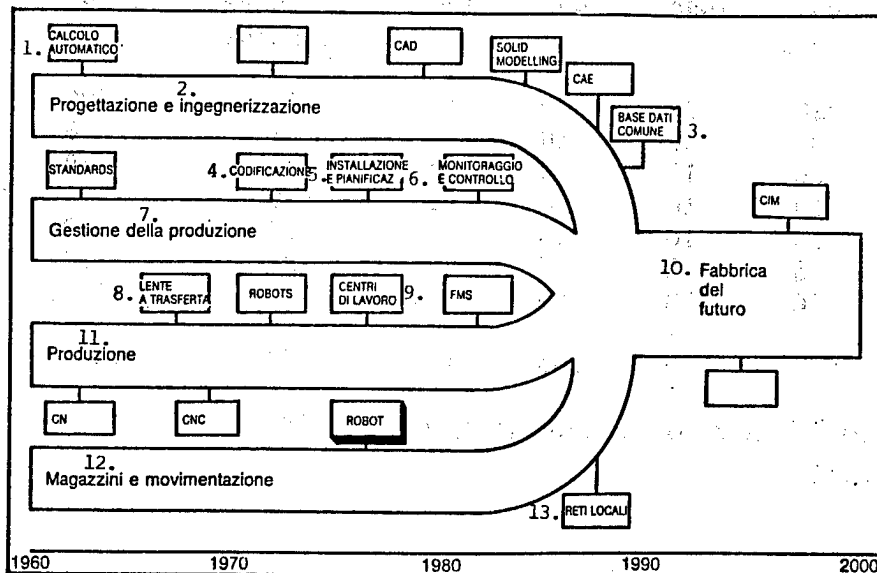 1. CALCOLO
AUTOMATICO
CAD
SOLID
MODELLING
CAE
BASE DATI
COMUNE 3.
2.
Progettazione e ingegnerizzazione
STANDARDS
4. CODIFICAZIONE
5. INSTALLAZIONE
E PIANIFICAZ
6. MONITORAGGIO
E CONTROLLO
7.
Gestione della produzione
CIM
10. Fabbrica
del
futuro
8. LENTE
A TRASFERTA
ROBOTS
CENTRI
DI LAVORO 9.
FMS
11.
Produzione
CN
CNC
ROBOT
12.
Magazzini e movimentazione
13. RETI LOCALI
1960 1970 1980 1990 2000